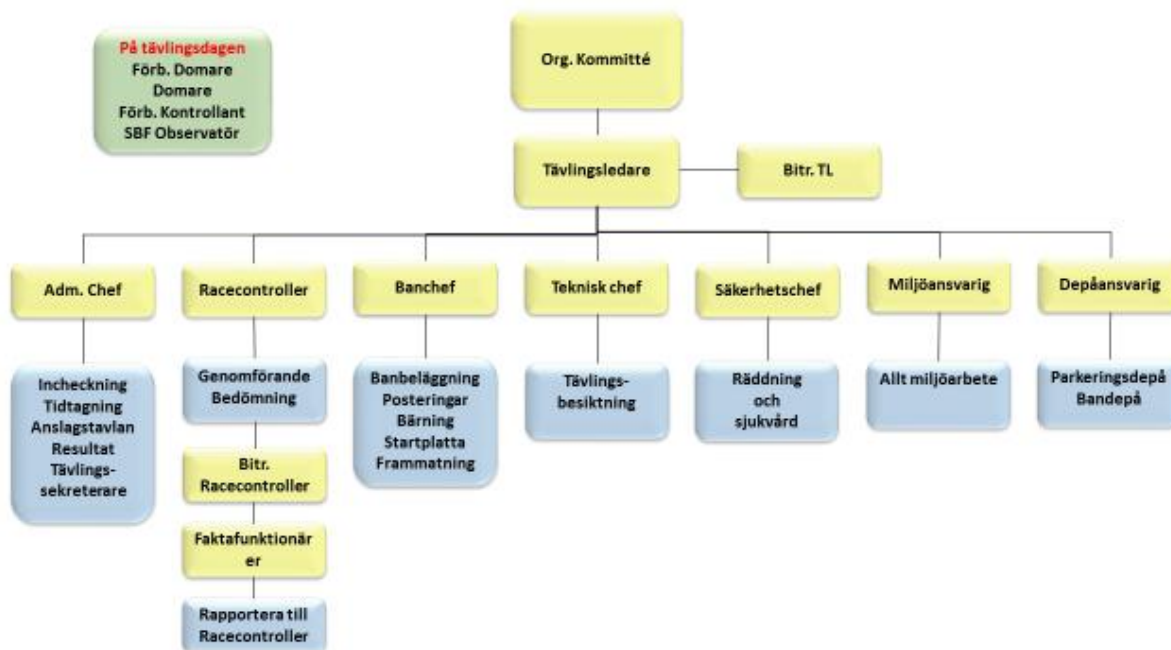 På tävlingsdagen
Förb. Domare
Domare
Förb. Kontrollant
SBF Observatör
Org. Kommitté
Tävlingsledare
Bitr. TL
Adm. Chef
Racecontroller
Banchef
Teknisk chef
Säkerhetschef
Miljöansvarig
Depåansvarig
Incheckning
Tidtagning
Anslagstavlan
Resultat
Tävlings-
sekreterare
Genomförande
Bedömning
Banbeläggning
Posteringar
Bärning
Startplatta
Frammatning
Tävlings-
besiktning
Räddning
och
sjukvård
Allt miljöarbete
Parkeringsdepå
Bandepå
Bitr.
Racecontroller
Faktafunktionär
er
Rapportera till
Racecontroller